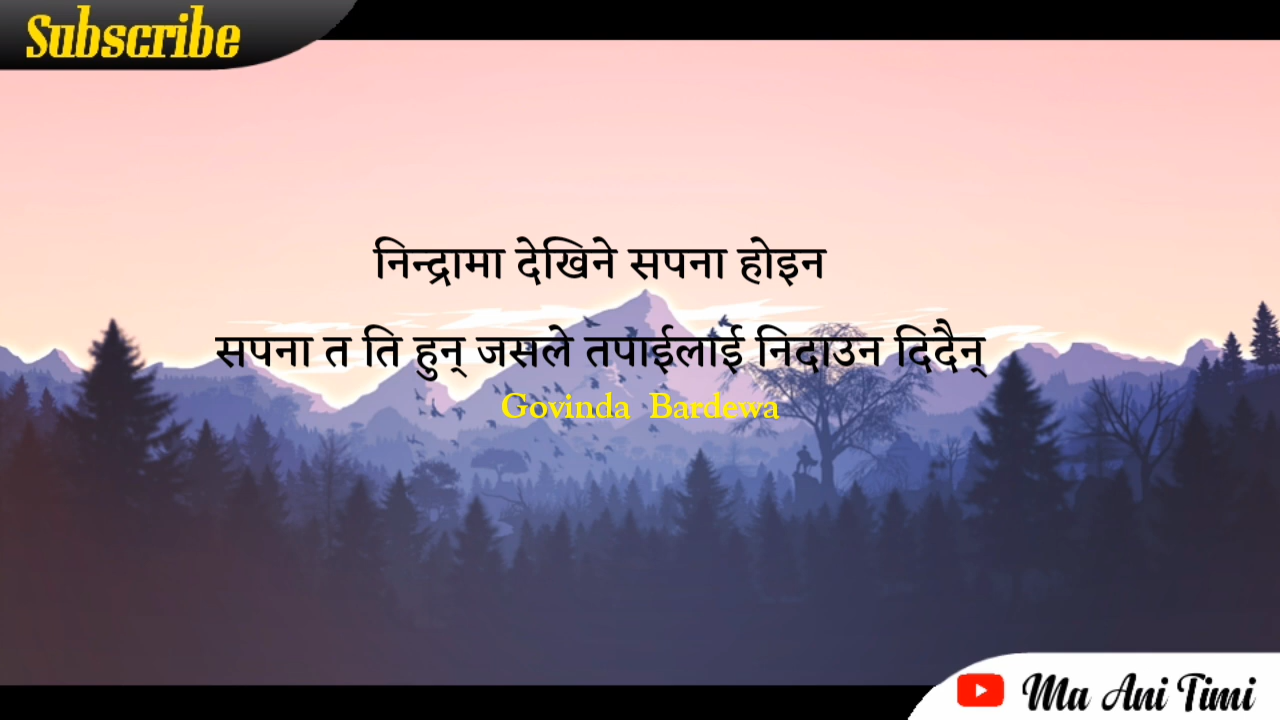 Subscribe
निन्द्रामा देखिने सपना होइन
सपना त ति हुन् जसले तपाईलाई निदाउन दिदैन्
Govinda Bardewa
Ma Ani Timi